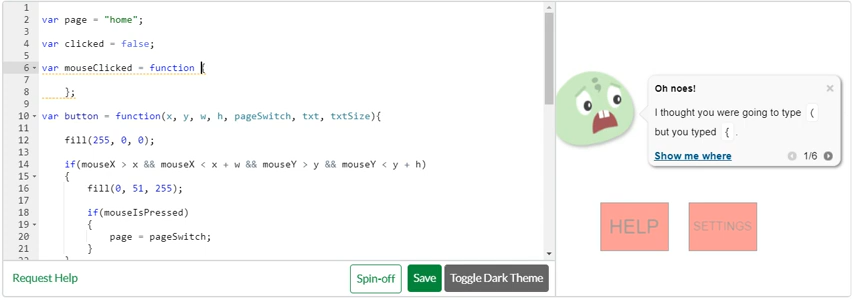 1
2 var page = "home";
3
4 var clicked = false;
5
6 var mouseClicked = function {
7
8 };
9
10 var button = function(x, y, w, h, pageSwitch, txt, txtSize){
11
12 fill(255, 0, 0);
13
14 if(mouseX > x && mouseX < x + w && mouseY > y && mouseY < y + h)
15 {
16 fill(0, 51, 255);
17
18 if(mouseIsPressed)
19 {
20 page = pageSwitch;
21 }
Oh noes! ×
I thought you were going to type (
but you typed { .
Show me where 1/6
HELP SETTINGS
Request Help Spin-off Save Toggle Dark Theme